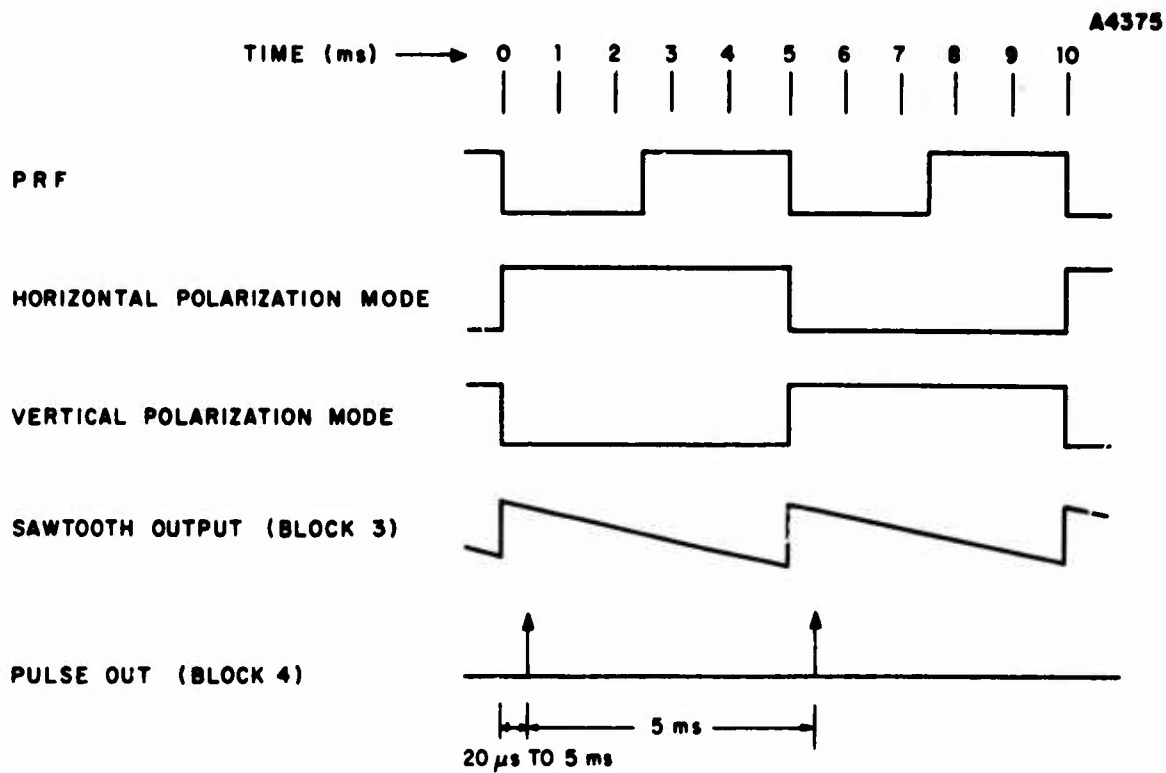 A4375
TIME (ms) 0 1 2 3 4 5 6 7 8 9 10
PRF
HORIZONTAL POLARIZATION MODE
VERTICAL POLARIZATION MODE
SAWTOOTH OUTPUT (BLOCK 3)
PULSE OUT (BLOCK 4)
5 ms
20 μs TO 5 ms